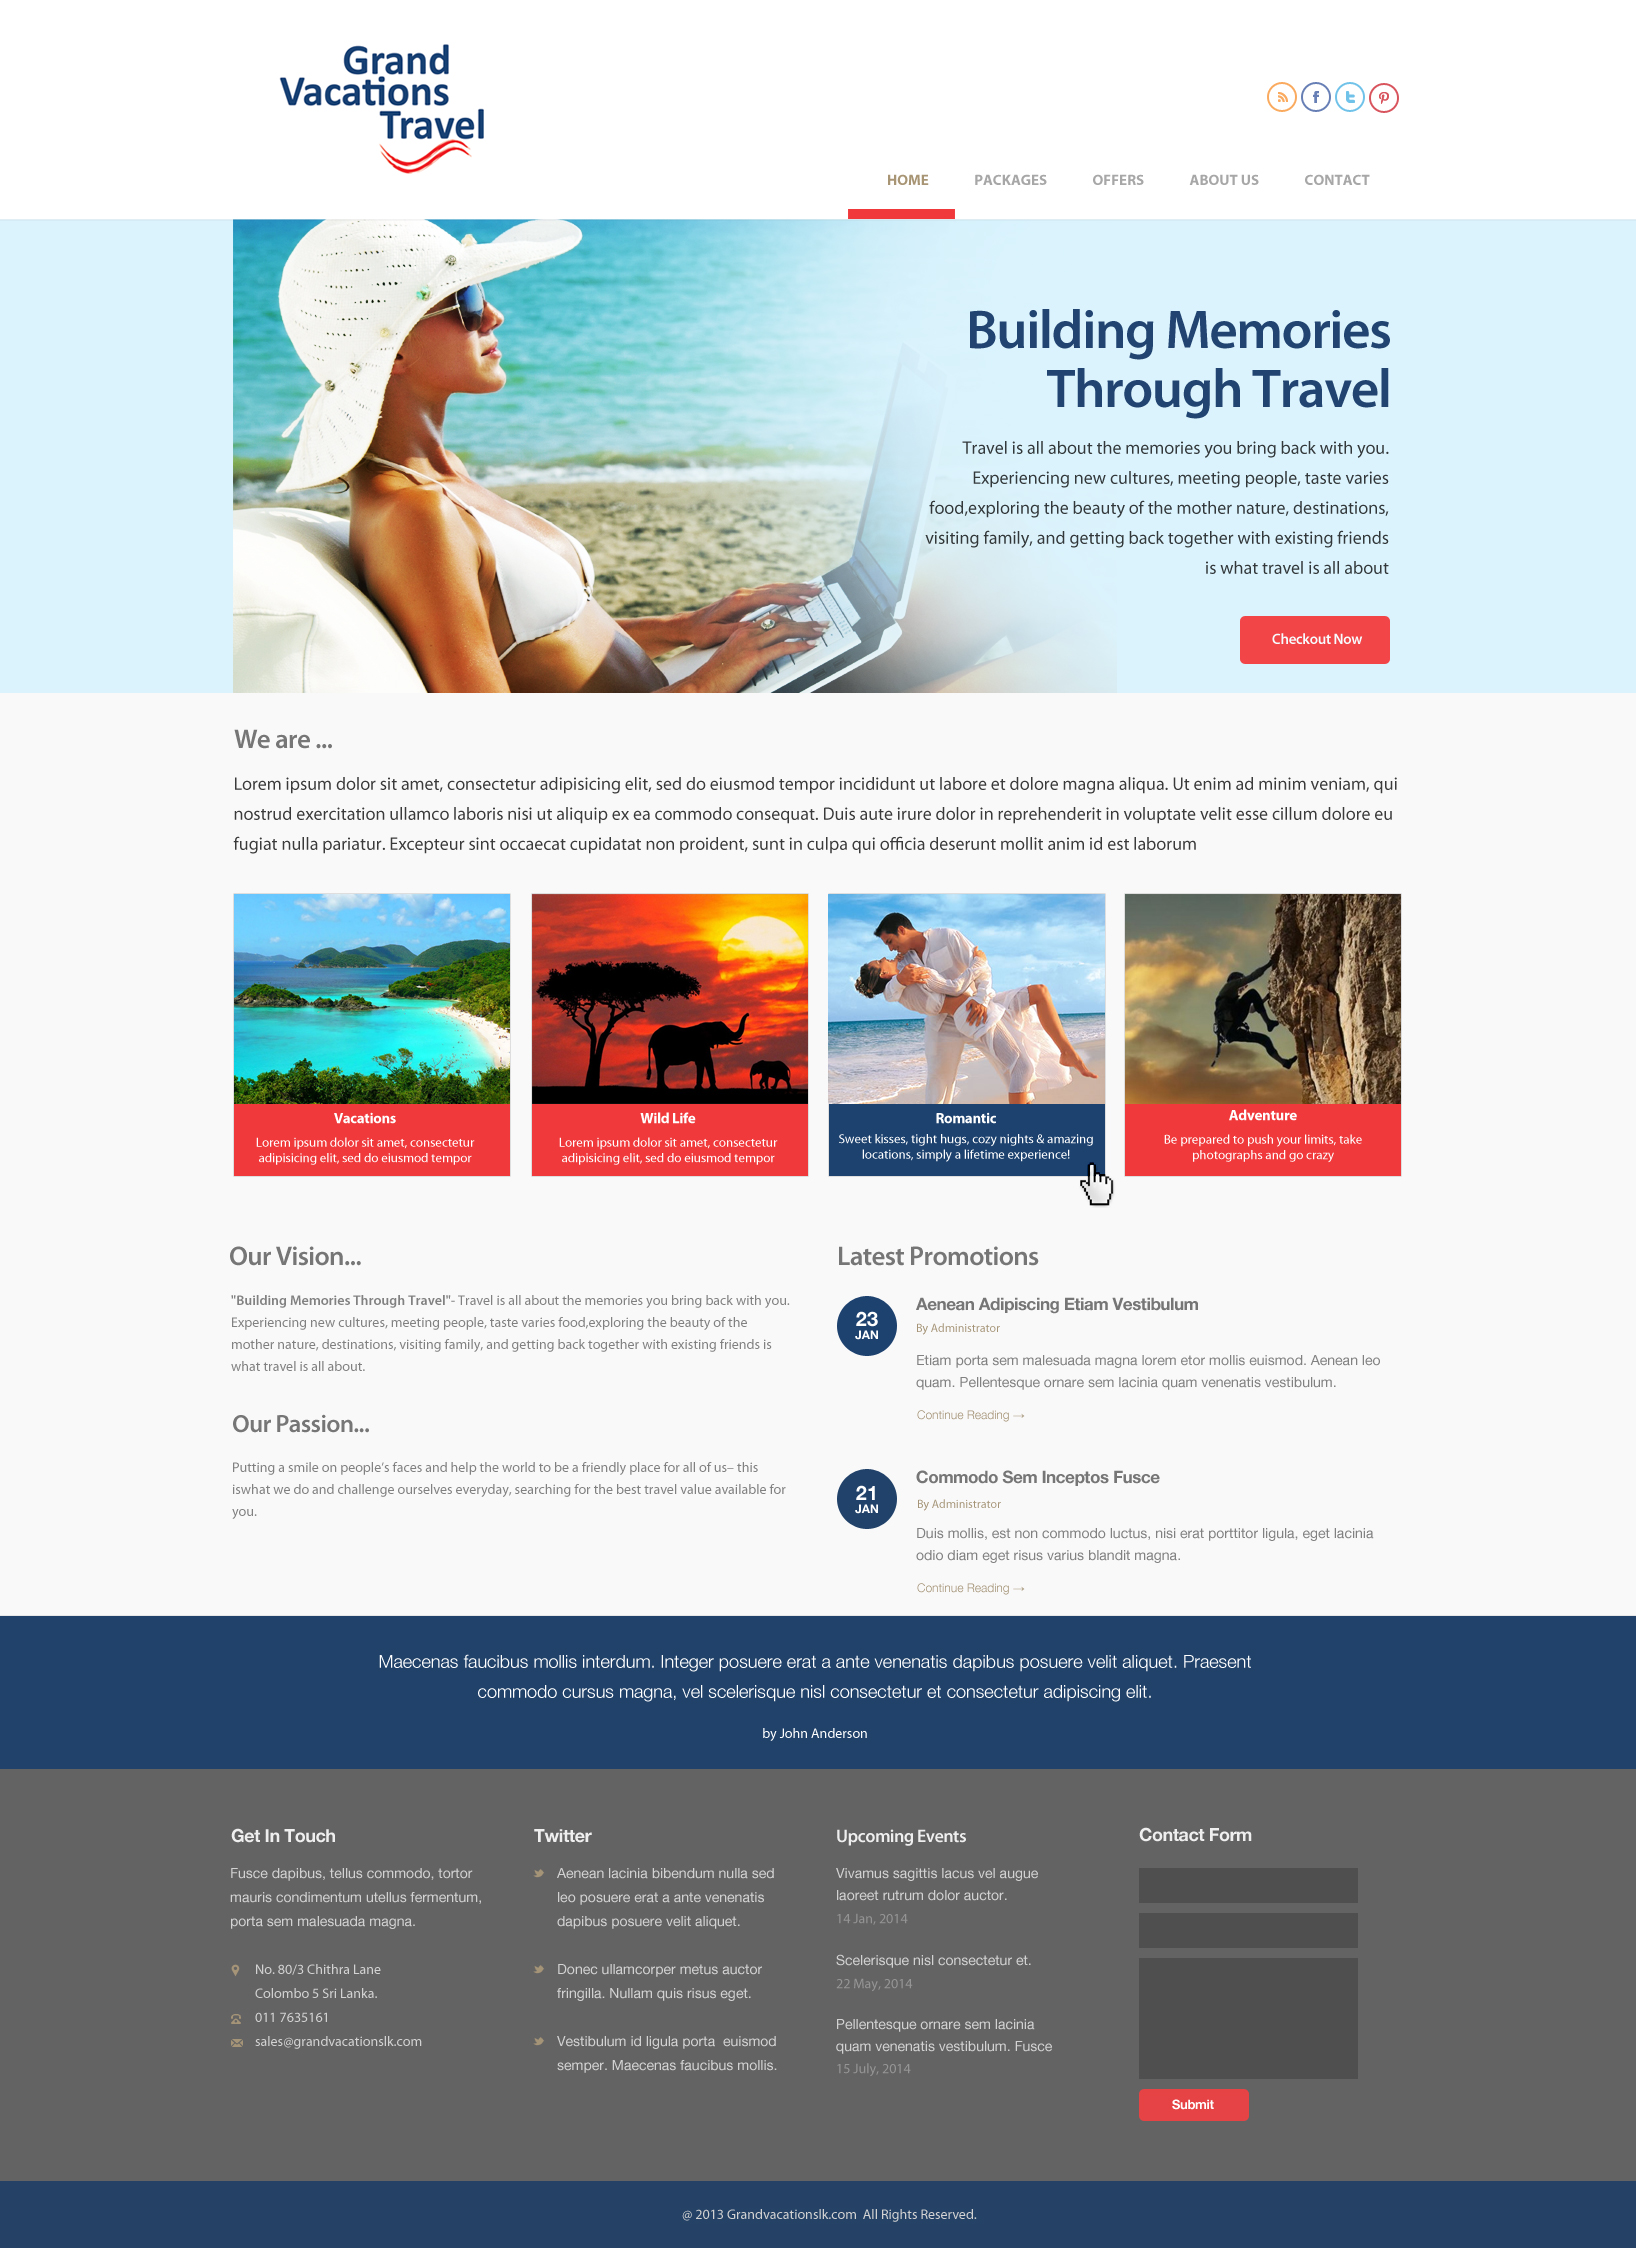 Grand
Vacations
Travel
HOME PACKAGES OFFERS ABOUT US CONTACT
Building Memories
Through Travel
Travel is all about the memories you bring back with you.
Experiencing new cultures, meeting people, taste varies
food,exploring the beauty of the mother nature, destinations,
visiting family, and getting back together with existing friends
is what travel is all about
Checkout Now
We are ...
Lorem ipsum dolor sit amet, consectetur adipisicing elit, sed do eiusmod tempor incididunt ut labore et dolore magna aliqua. Ut enim ad minim veniam, qui
nostrud exercitation ullamco laboris nisi ut aliquip ex ea commodo consequat. Duis aute irure dolor in reprehenderit in voluptate velit esse cillum dolore eu
fugiat nulla pariatur. Excepteur sint occaecat cupidatat non proident, sunt in culpa qui officia deserunt mollit anim id est laborum
Vacations
Lorem ipsum dolor sit amet, consectetur
adipisicing elit, sed do eiusmod tempor
Wild Life
Lorem ipsum dolor sit amet, consectetur
adipisicing elit, sed do eiusmod tempor
Romantic
Sweet kisses, tight hugs, cozy nights & amazing
locations, simply a lifetime experience!
Adventure
Be prepared to push your limits, take
photographs and go crazy
Our Vision...
"Building Memories Through Travel"- Travel is all about the memories you bring back with you.
Experiencing new cultures, meeting people, taste varies food,exploring the beauty of the
mother nature, destinations, visiting family, and getting back together with existing friends is
what travel is all about.
Our Passion...
Putting a smile on people's faces and help the world to be a friendly place for all of us– this
iswhat we do and challenge ourselves everyday, searching for the best travel value available for
you.
Latest Promotions
23
JAN
Aenean Adipiscing Etiam Vestibulum
By Administrator
Etiam porta sem malesuada magna lorem etor mollis euismod. Aenean leo
quam. Pellentesque ornare sem lacinia quam venenatis vestibulum.
Continue Reading →
21
JAN
Commodo Sem Inceptos Fusce
By Administrator
Duis mollis, est non commodo luctus, nisi erat porttitor ligula, eget lacinia
odio diam eget risus varius blandit magna.
Continue Reading →
Maecenas faucibus mollis interdum. Integer posuere erat a ante venenatis dapibus posuere velit aliquet. Praesent
commodo cursus magna, vel scelerisque nisl consectetur et consectetur adipiscing elit.
by John Anderson
Get In Touch
Fusce dapibus, tellus commodo, tortor
mauris condimentum utellus fermentum,
porta sem malesuada magna.
No. 80/3 Chithra Lane
Colombo 5 Sri Lanka.
011 7635161
sales@grandvacationslk.com
Twitter
Aenean lacinia bibendum nulla sed
leo posuere erat a ante venenatis
dapibus posuere velit aliquet.
Donec ullamcorper metus auctor
fringilla. Nullam quis risus eget.
Vestibulum id ligula porta euismod
semper. Maecenas faucibus mollis.
Upcoming Events
Vivamus sagittis lacus vel augue
laoreet rutrum dolor auctor.
14 Jan, 2014
Scelerisque nisl consectetur et.
22 May, 2014
Pellentesque ornare sem lacinia
quam venenatis vestibulum. Fusce
15 July, 2014
Contact Form
Submit
@ 2013 Grandvacationslk.com All Rights Reserved.